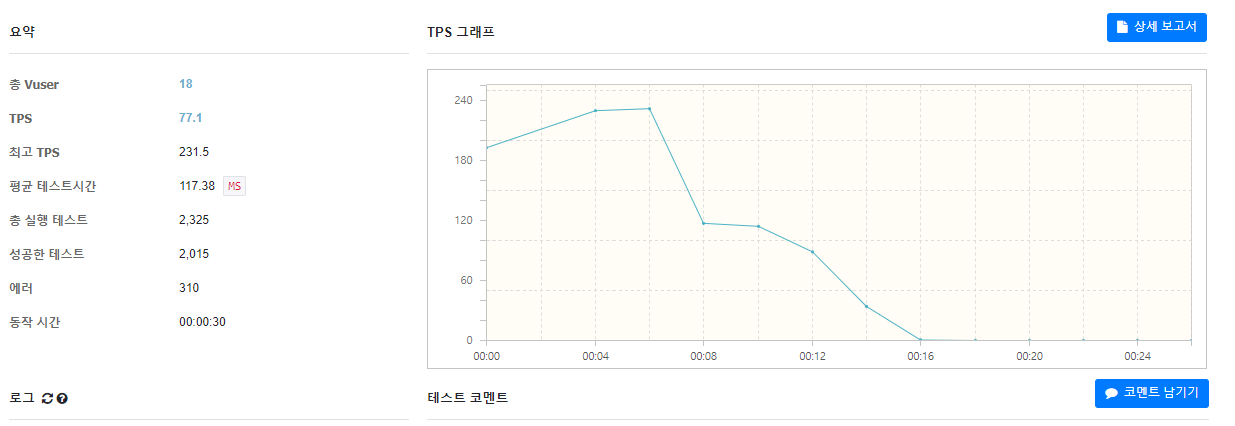 요약
총 Vuser 18
TPS 77.1
최고 TPS 231.5
평균 테스트시간 117.38 MS
총 실행 테스트 2,325
성공한 테스트 2,015
에러 310
동작 시간 00:00:30
로그
TPS 그래프
상세 보고서
240
180
120
60
0
00:00 00:04 00:08 00:12 00:16 00:20 00:24
테스트 코멘트
코멘트 남기기